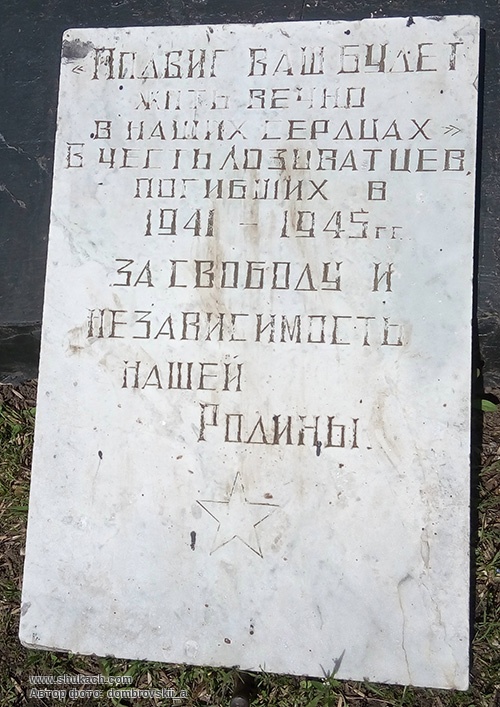 «Подвиг ваш будет
жить вечно
в наших сердцах»
В честь лозуватцев,
погибших в
1941 – 1945 гг.
за свободу и
независимость
нашей
Родины.
www.shukach.com
Автор фото: dombrovskii_a